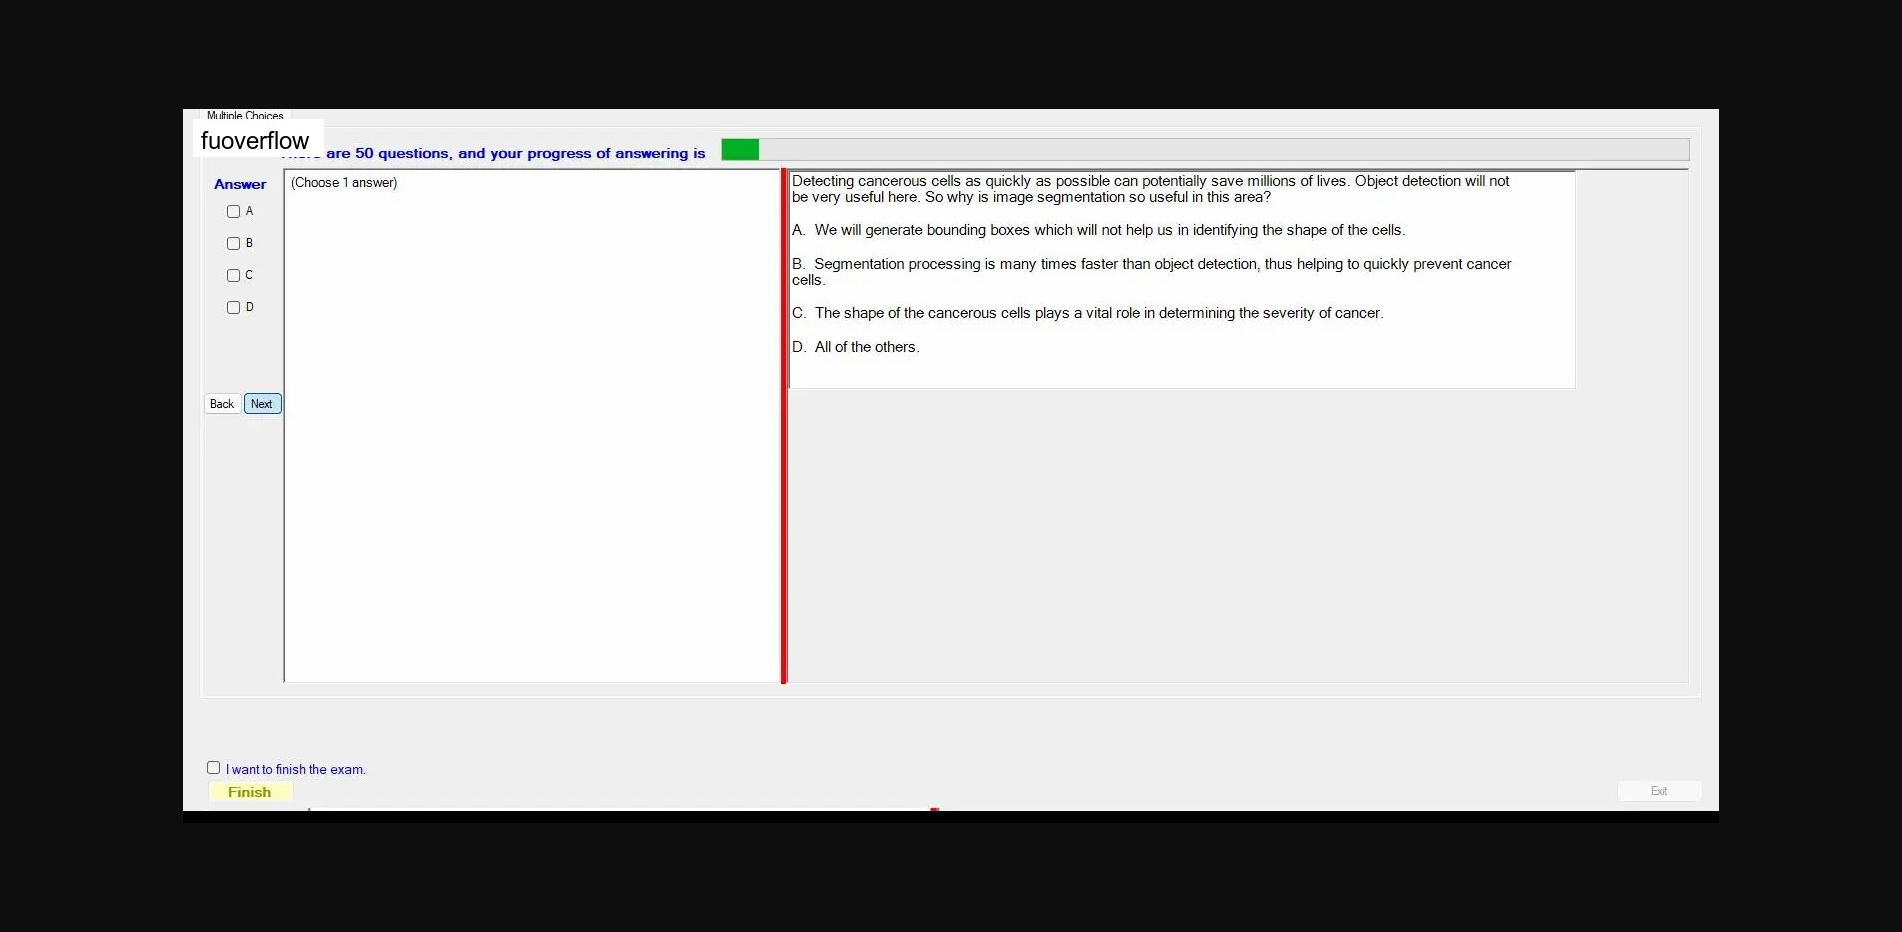 Multiple Choices
fuoverflow
are 50 questions, and your progress of answering is
Answer
(Choose 1 answer)
A
B
C
D
Back
Next
Detecting cancerous cells as quickly as possible can potentially save millions of lives. Object detection will not
be very useful here. So why is image segmentation so useful in this area?
A. We will generate bounding boxes which will not help us in identifying the shape of the cells.
B. Segmentation processing is many times faster than object detection, thus helping to quickly prevent cancer
cells.
C. The shape of the cancerous cells plays a vital role in determining the severity of cancer.
D. All of the others.
I want to finish the exam.
Finish
Exit